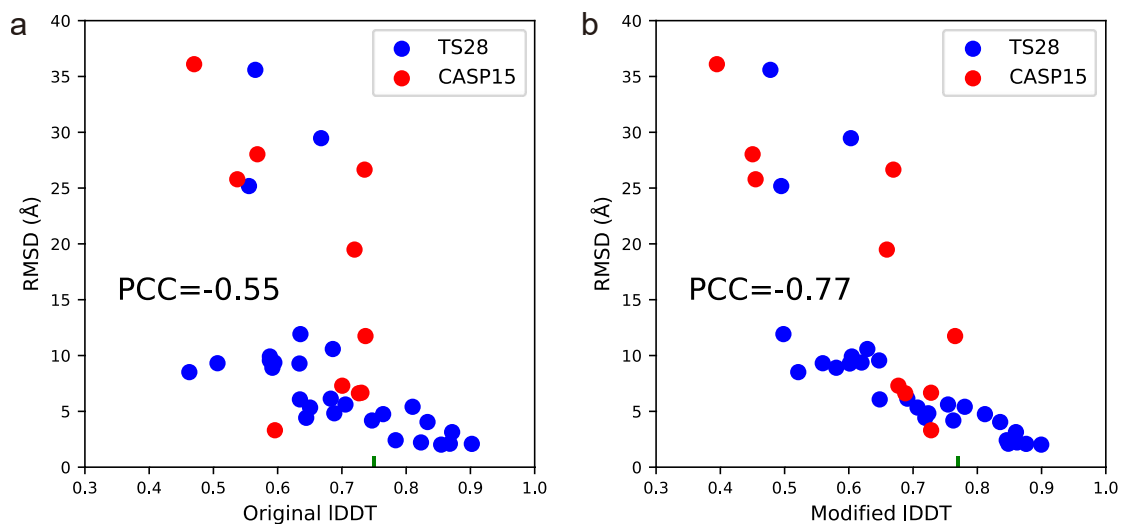 a
40
35
30
25
20
15
10
5
0
RMSD (Å)
TS28
CASP15
PCC=-0.55
0.3 0.4 0.5 0.6 0.7 0.8 0.9 1.0
Original lDDT
b
40
35
30
25
20
15
10
5
0
RMSD (Å)
TS28
CASP15
PCC=-0.77
0.3 0.4 0.5 0.6 0.7 0.8 0.9 1.0
Modified lDDT